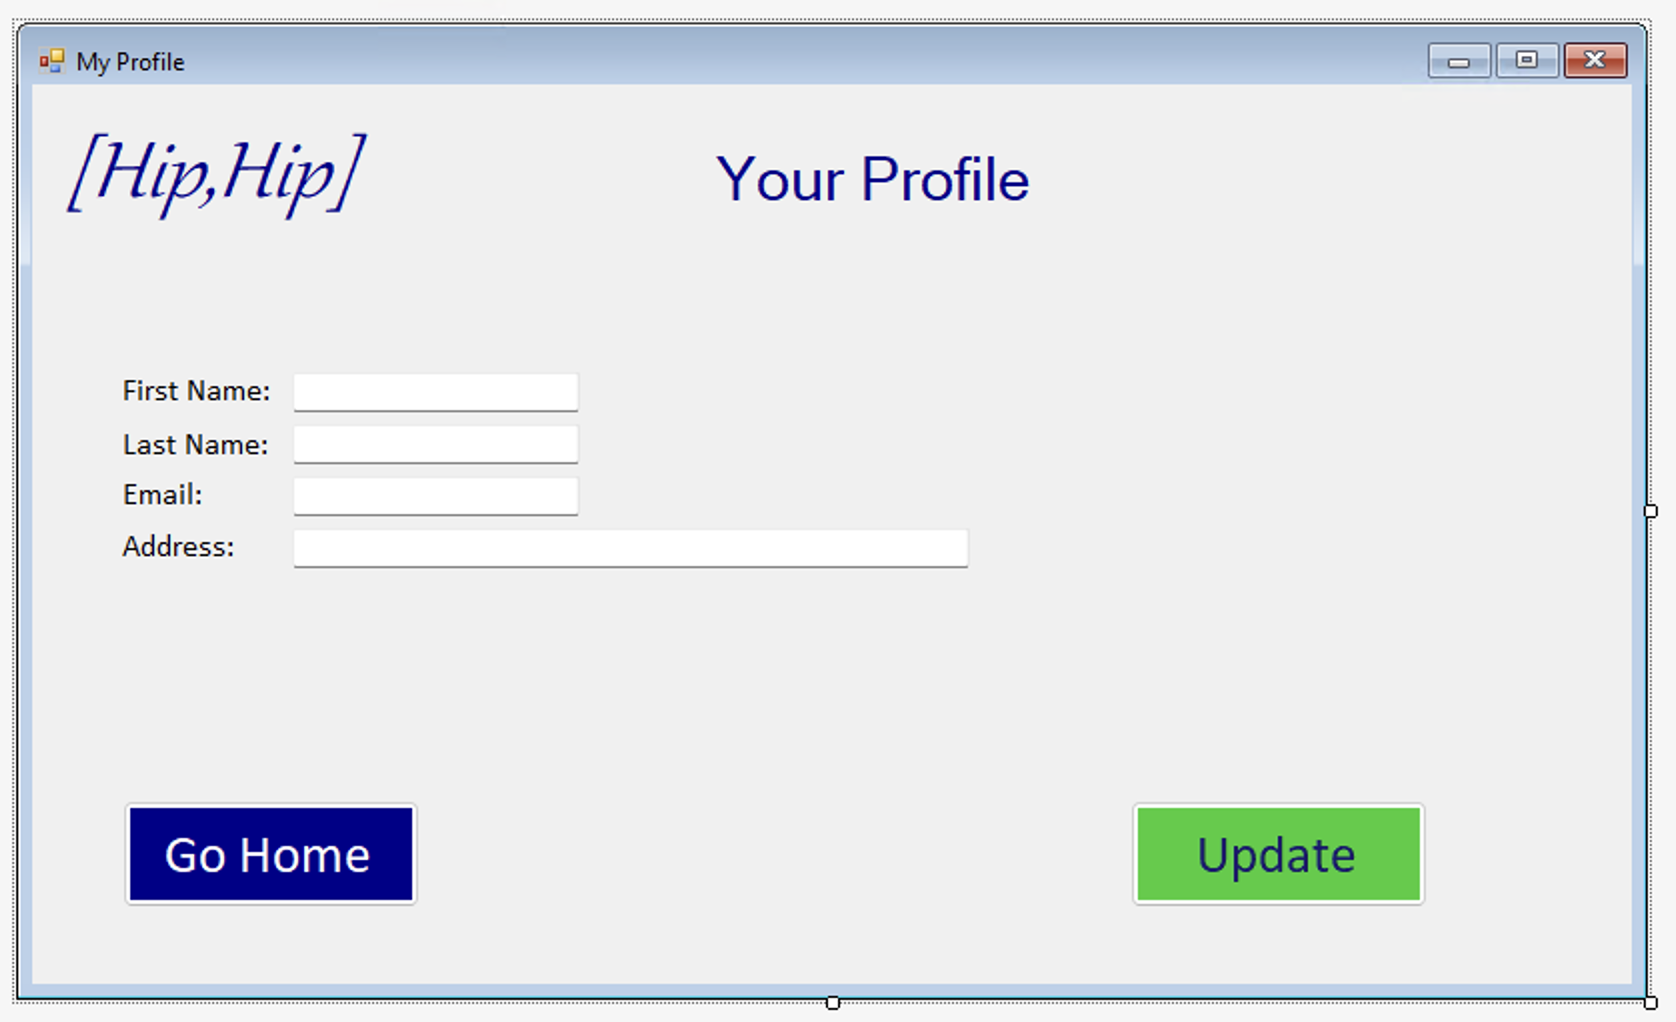 My Profile
[Hip,Hip]
Your Profile
First Name:
Last Name:
Email:
Address:
Go Home
Update